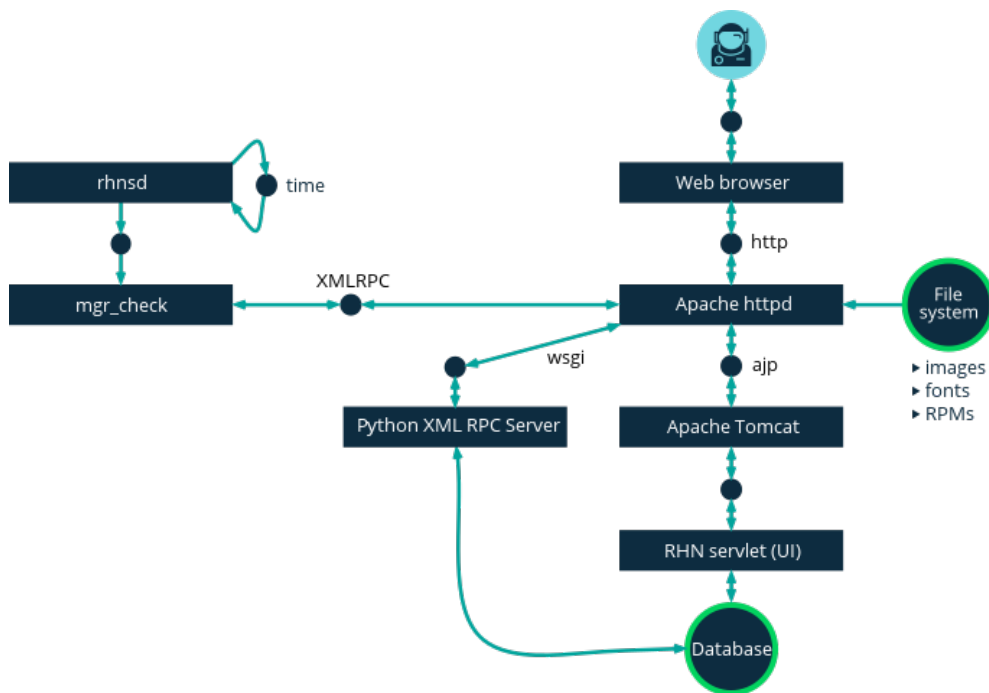 rhnsd
time
Web browser
http
XMLRPC
mgr_check
Apache httpd
File
system
wsgi
ajp
▸ images
▸ fonts
▸ RPMs
Python XML RPC Server
Apache Tomcat
RHN servlet (UI)
Database